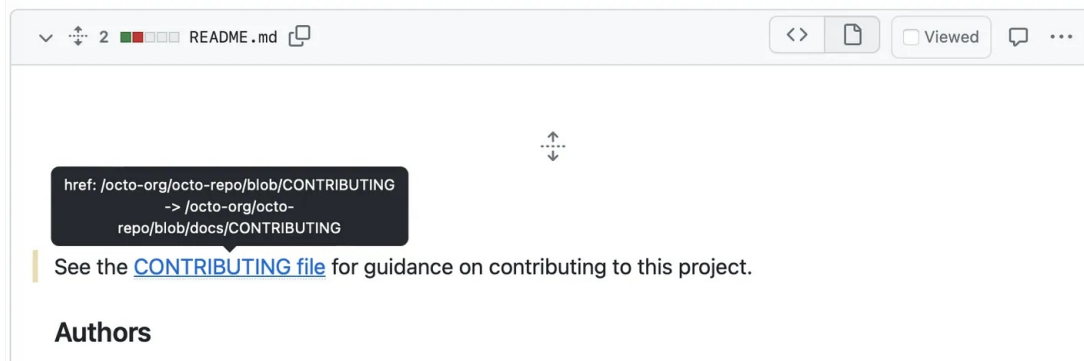 2 README.md Viewed
href: /octo-org/octo-repo/blob/CONTRIBUTING
-> /octo-org/octo-
repo/blob/docs/CONTRIBUTING
See the CONTRIBUTING file for guidance on contributing to this project.
Authors